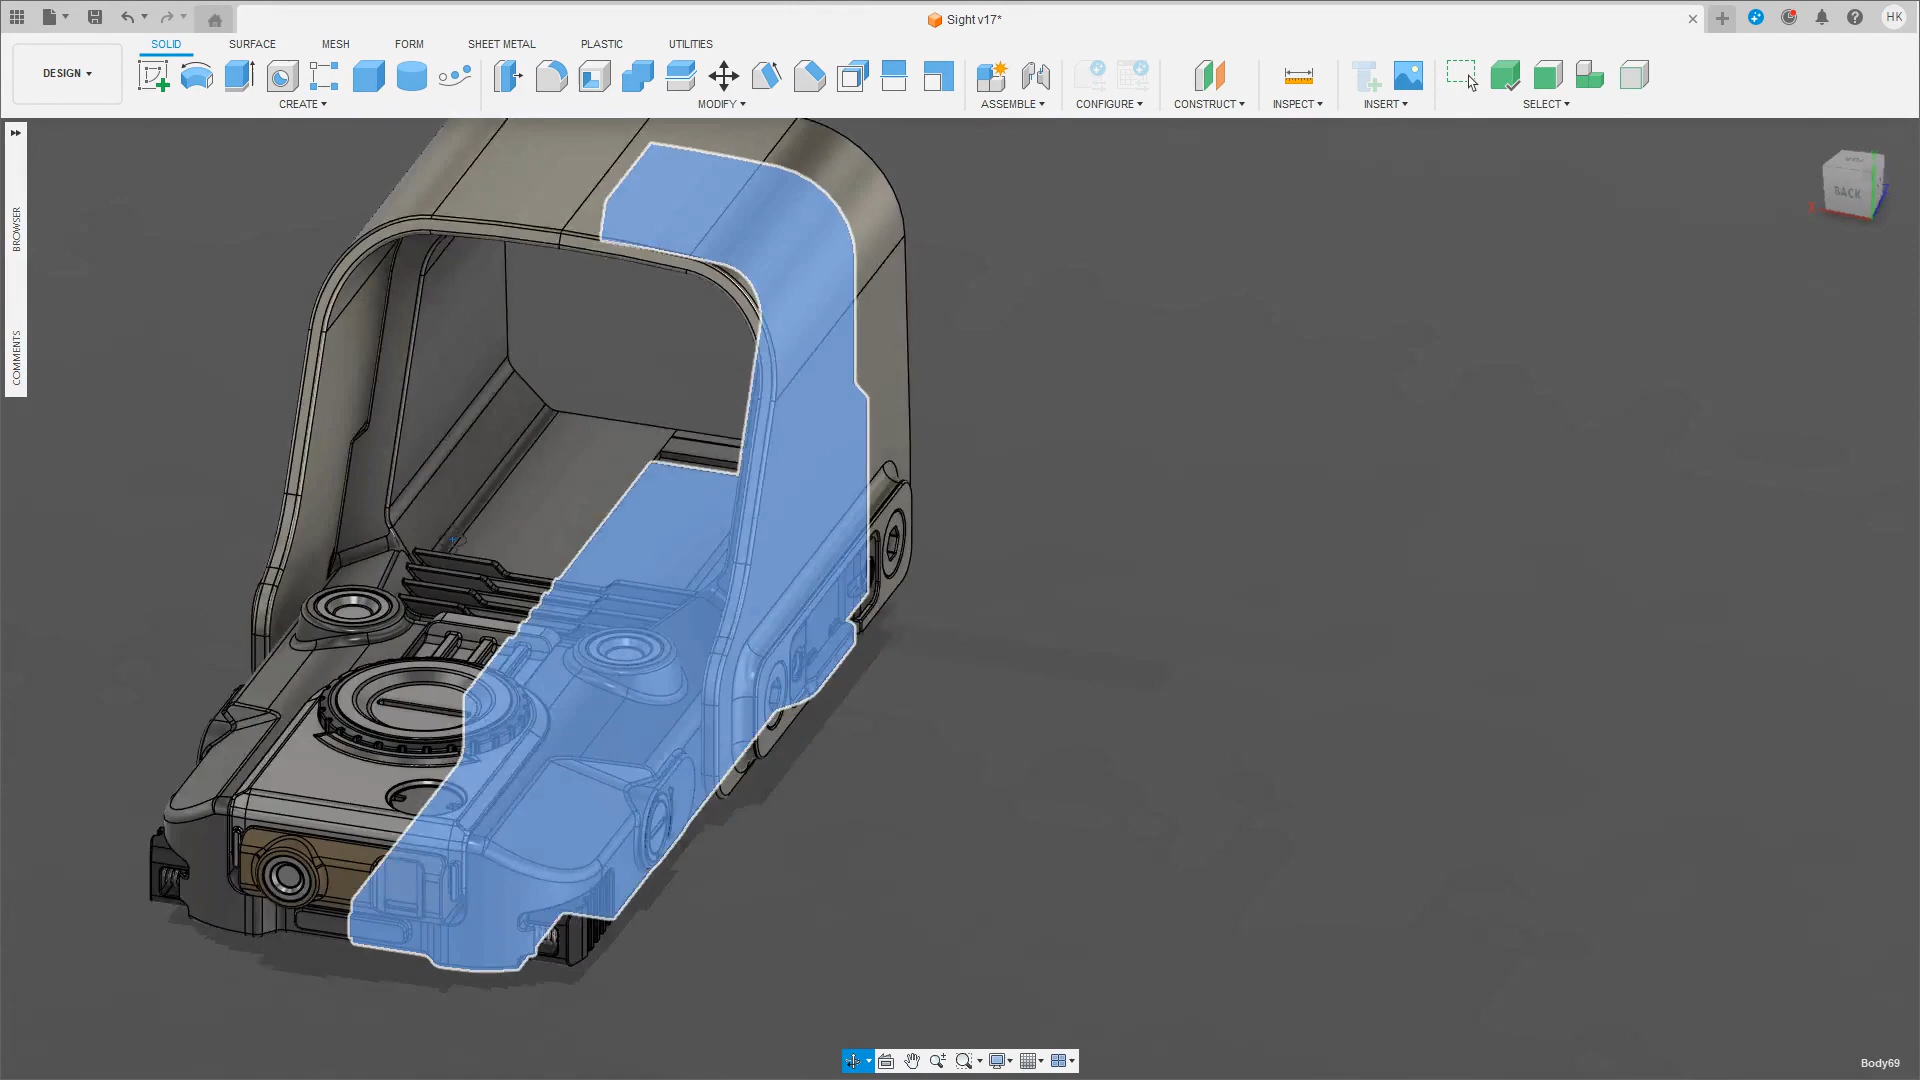 Sight v17*
HK
DESIGN
SOLID
SURFACE
MESH
FORM
SHEET METAL
PLASTIC
UTILITIES
CREATE
MODIFY
ASSEMBLE
CONFIGURE
CONSTRUCT
INSPECT
INSERT
SELECT
BROWSER
COMMENTS
BACK
Body69